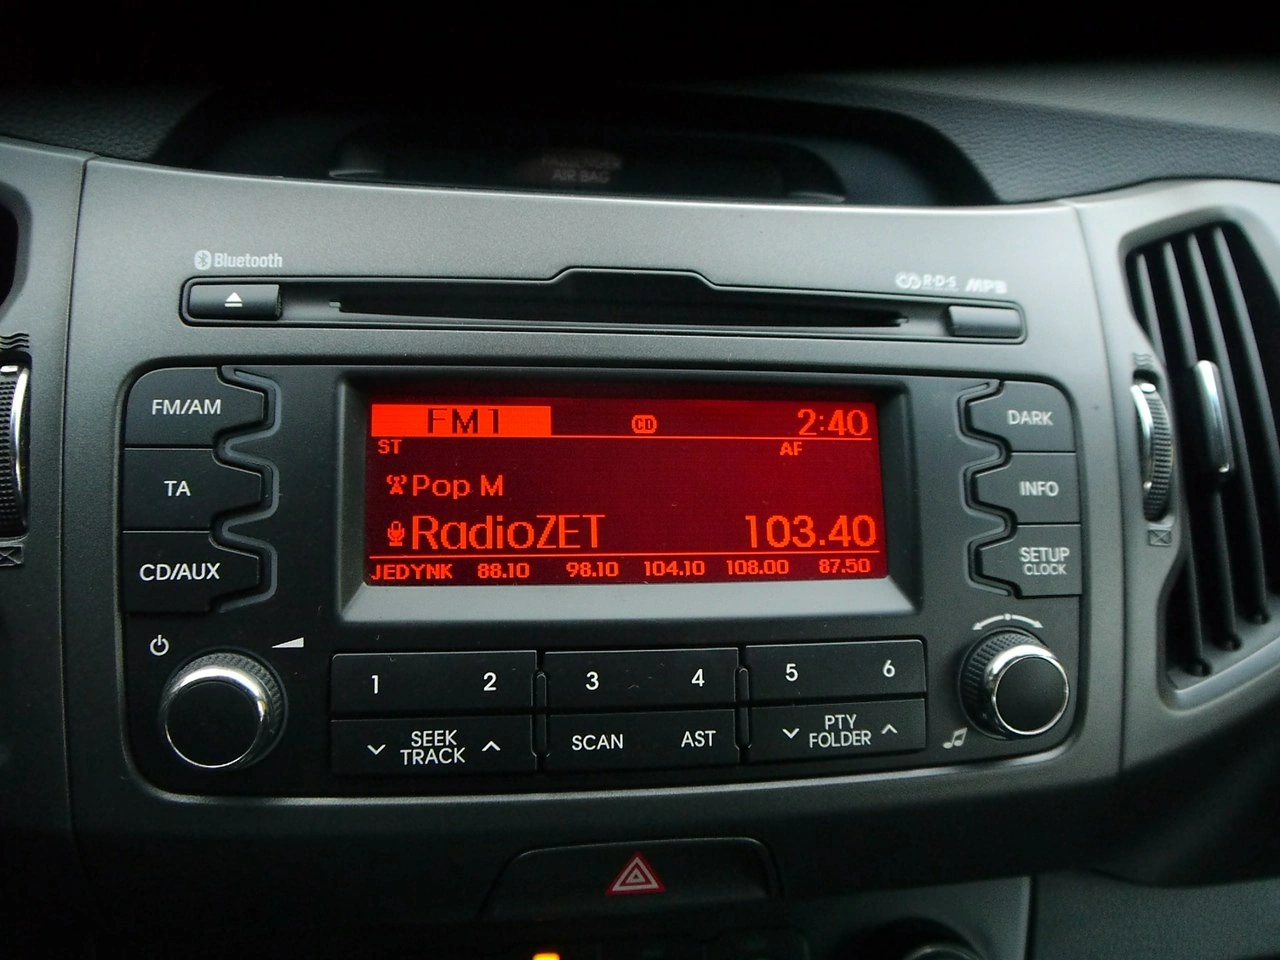 AIR BAG
Bluetooth
R·D·S MP3
FM/AM
TA
CD/AUX
FM1 CD 2:40
ST AF
Pop M
RadioZET 103.40
JEDYNK 88.10 98.10 104.10 108.00 87.50
DARK
INFO
SETUP
CLOCK
1 2 3 4 5 6
SEEK
TRACK
SCAN AST
PTY
FOLDER